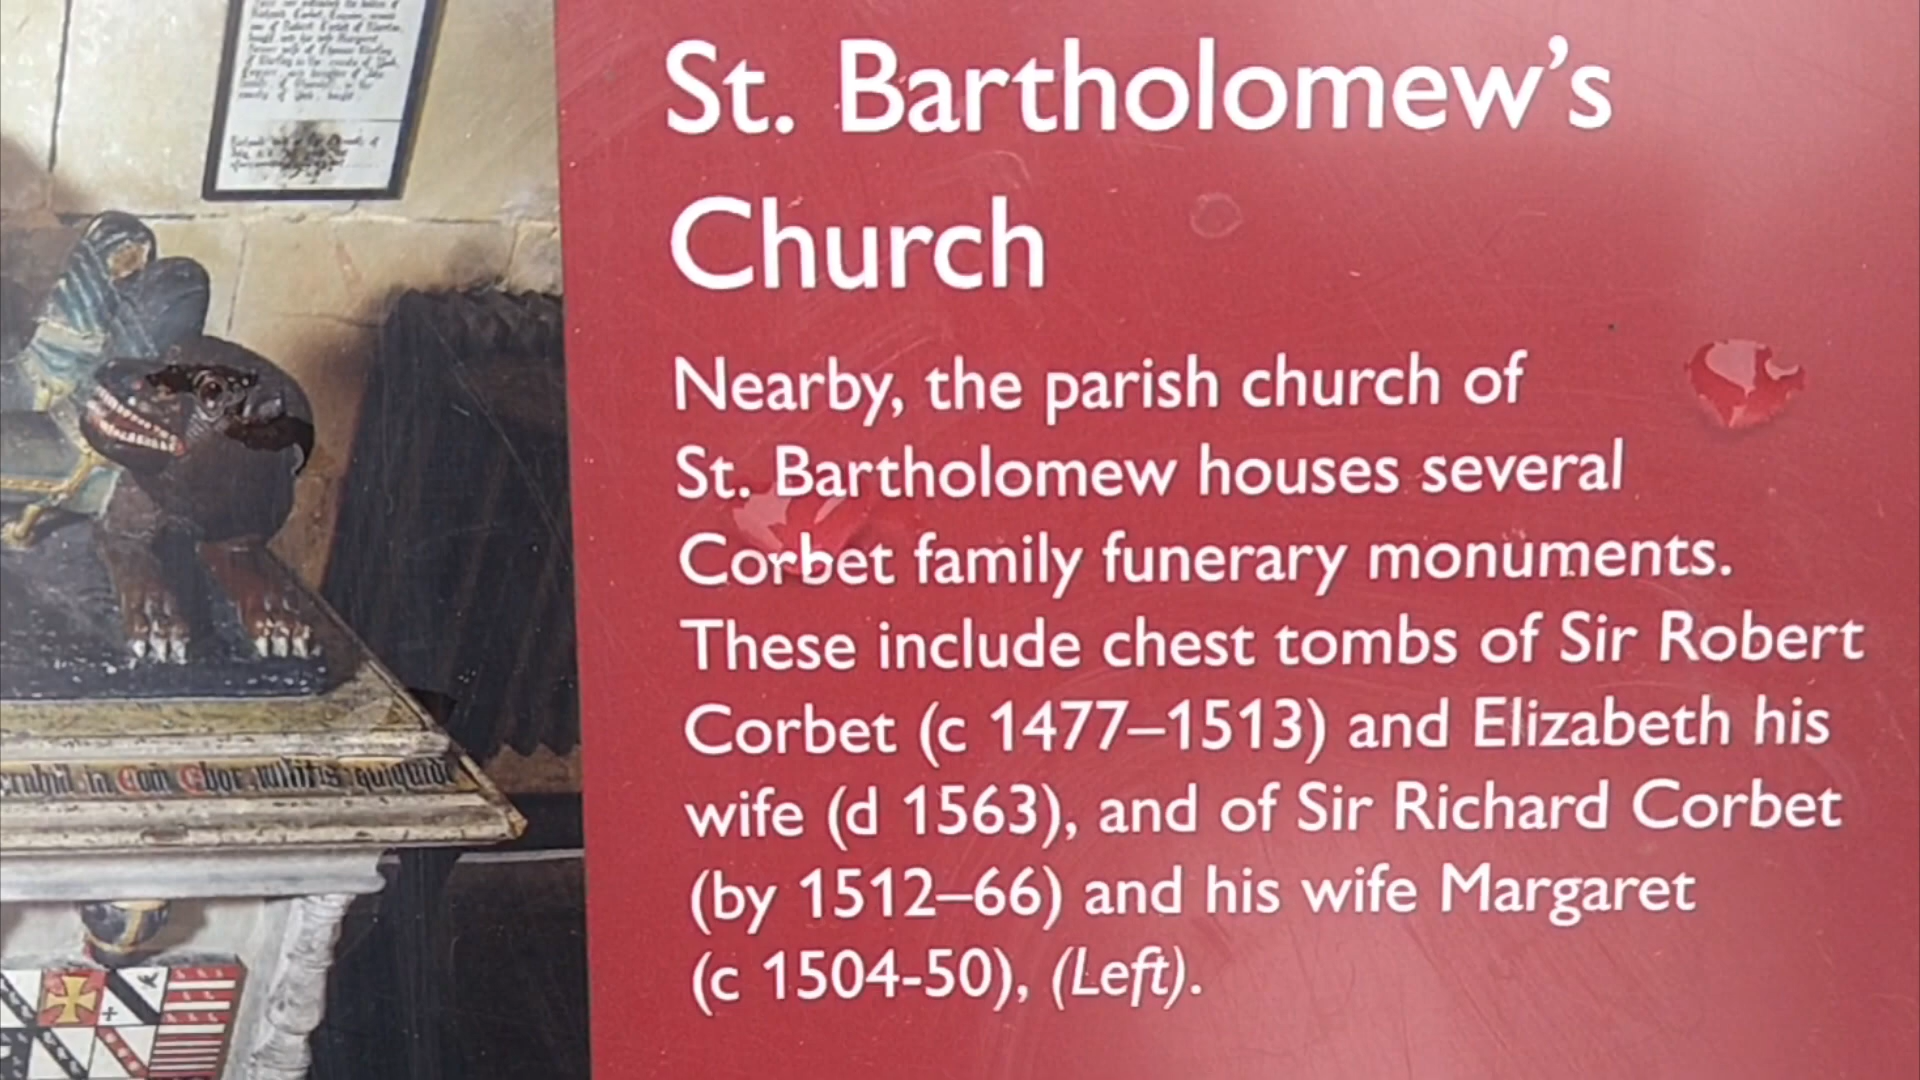 St. Bartholomew's
Church
Nearby, the parish church of
St. Bartholomew houses several
Corbet family funerary monuments.
These include chest tombs of Sir Robert
Corbet (c 1477–1513) and Elizabeth his
wife (d 1563), and of Sir Richard Corbet
(by 1512–66) and his wife Margaret
(c 1504-50), (Left).